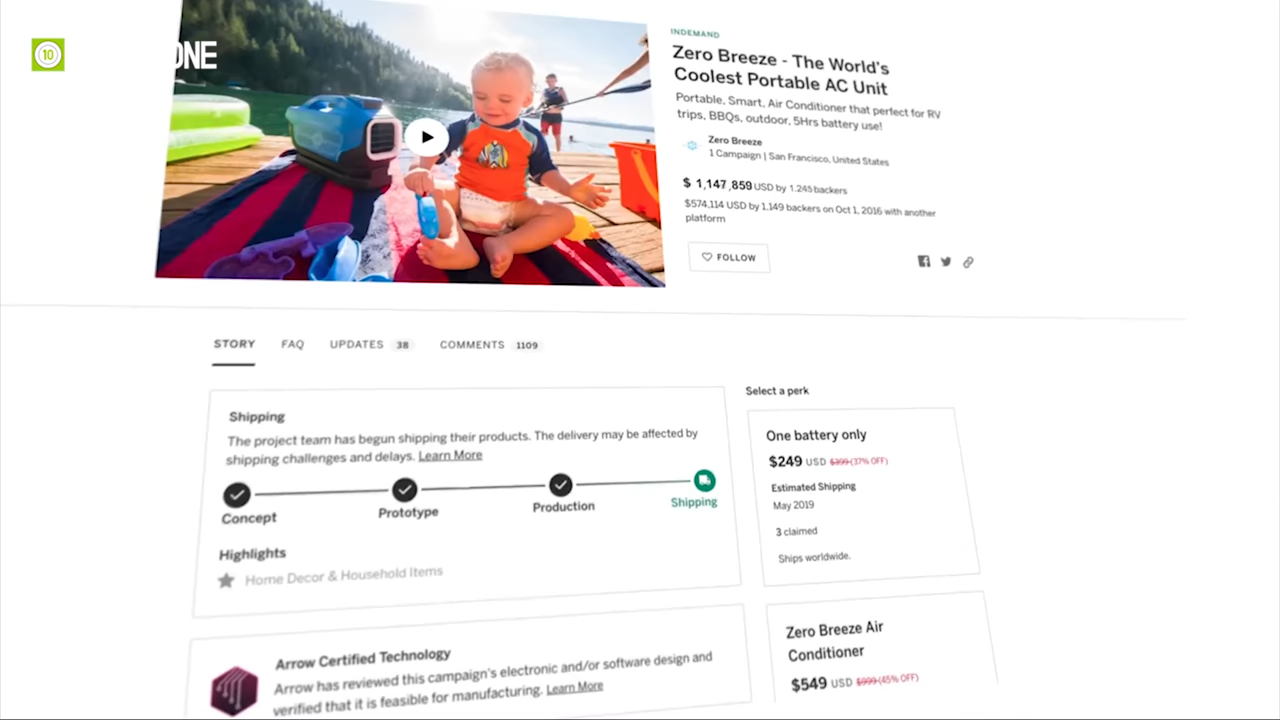 10
ONE
INDEMAND
Zero Breeze - The World's
Coolest Portable AC Unit
Portable, Smart, Air Conditioner that perfect for RV
trips, BBQs, outdoor, 5Hrs battery use!
Zero Breeze
1 Campaign | San Francisco, United States
$ 1,147,859 USD by 1.245 backers
$574,114 USD by 1,149 backers on Oct 1, 2016 with another
platform
FOLLOW
STORY FAQ UPDATES 38 COMMENTS 1109
Shipping
The project team has begun shipping their products. The delivery may be affected by
shipping challenges and delays. Learn More
Concept Prototype Production Shipping
Highlights
Home Decor & Household Items
Arrow Certified Technology
Arrow has reviewed this campaign's electronic and/or software design and
verified that it is feasible for manufacturing. Learn More
Select a perk
One battery only
$249 USD $399 (37% OFF)
Estimated Shipping
May 2019
3 claimed
Ships worldwide.
Zero Breeze Air
Conditioner
$549 USD $999 (45% OFF)